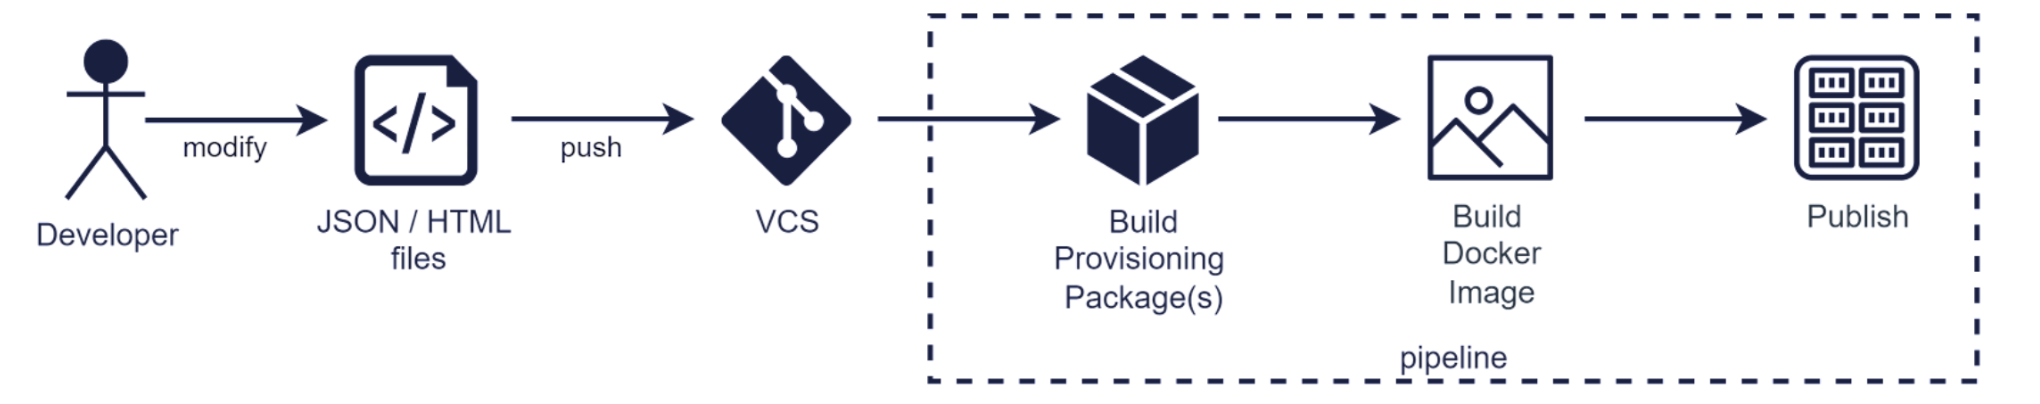 Developer
modify
</>
JSON / HTML
files
push
VCS
Build
Provisioning
Package(s)
Build
Docker
Image
Publish
pipeline